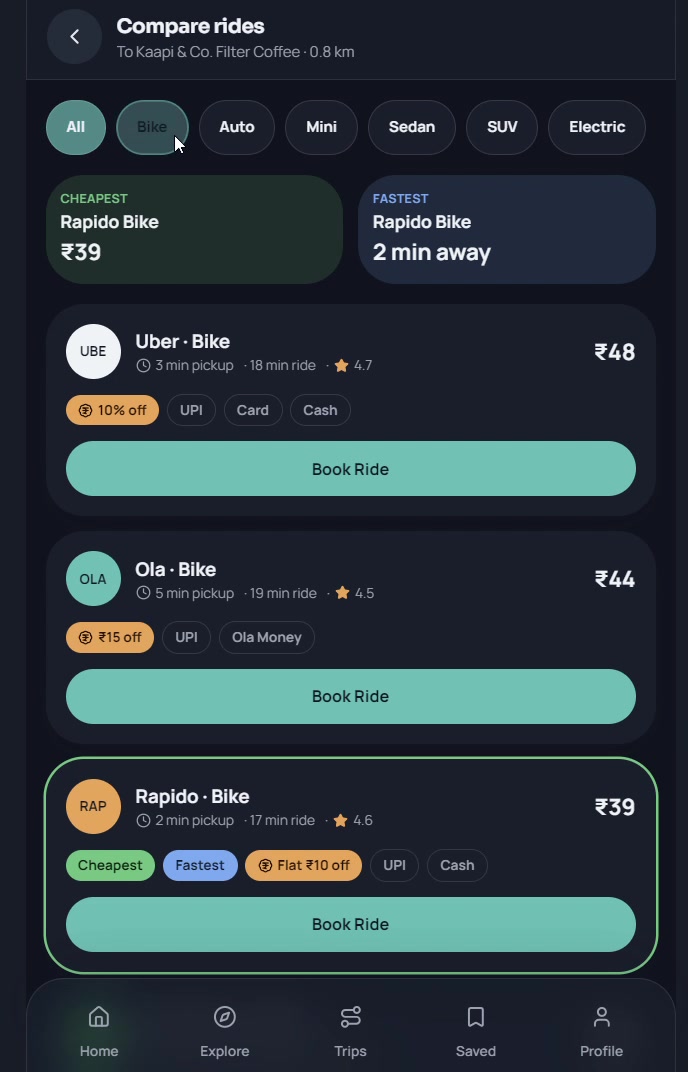 Compare rides
To Kaapi & Co. Filter Coffee · 0.8 km
All Bike Auto Mini Sedan SUV Electric
CHEAPEST
Rapido Bike
₹39
FASTEST
Rapido Bike
2 min away
UBE
Uber · Bike
3 min pickup · 18 min ride · 4.7
₹48
10% off UPI Card Cash
Book Ride
OLA
Ola · Bike
5 min pickup · 19 min ride · 4.5
₹44
₹15 off UPI Ola Money
Book Ride
RAP
Rapido · Bike
2 min pickup · 17 min ride · 4.6
₹39
Cheapest Fastest Flat ₹10 off UPI Cash
Book Ride
Home Explore Trips Saved Profile